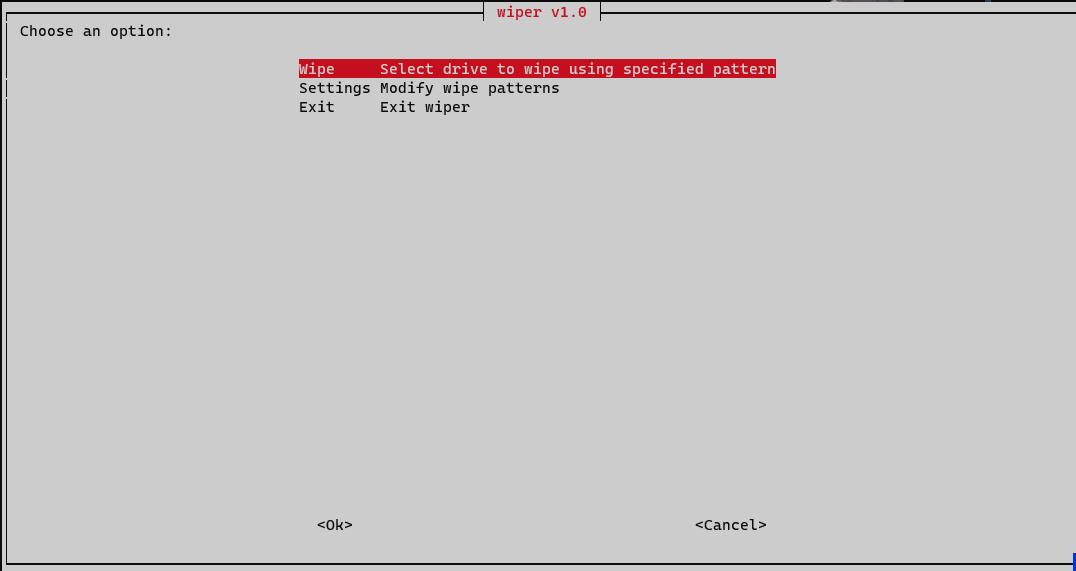 wiper v1.0
Choose an option:
Wipe Select drive to wipe using specified pattern
Settings Modify wipe patterns
Exit Exit wiper
<Ok> <Cancel>